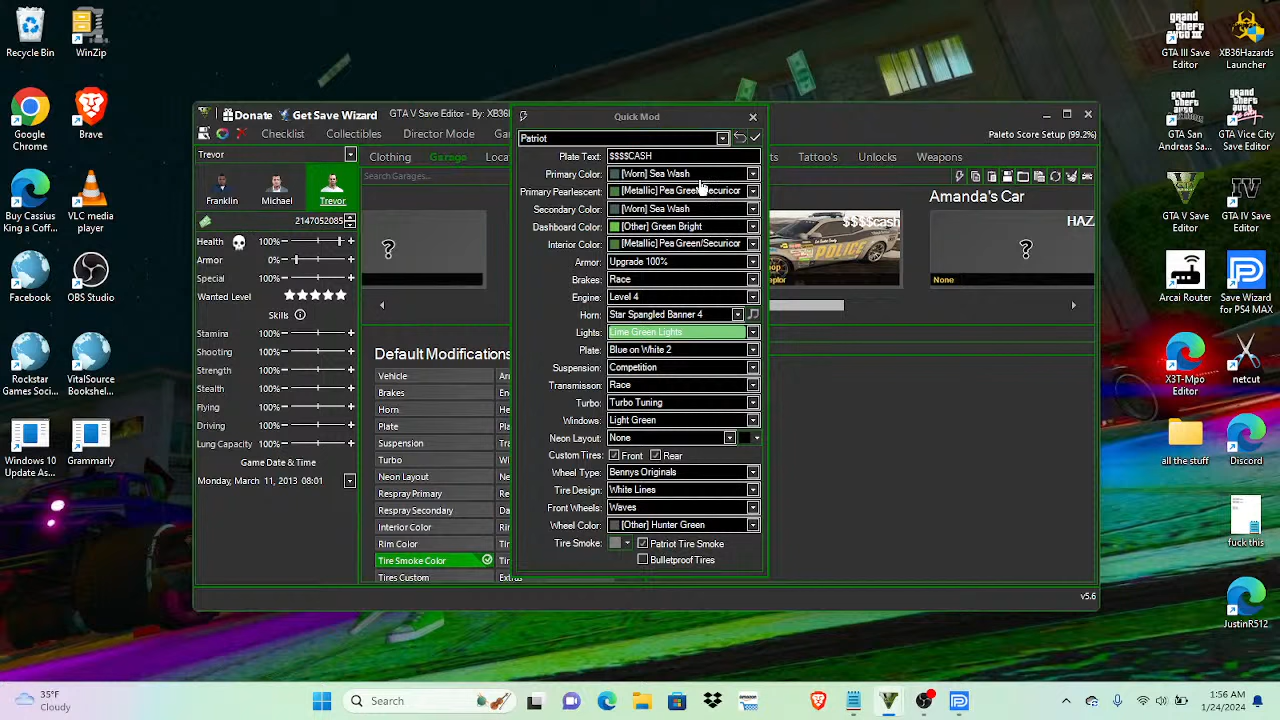 Recycle Bin
WinZip
Google Chrome
Brave
Buy Cassius King a Coff...
VLC media player
Facebook
OBS Studio
Rockstar Games Soci...
VitalSource Bookshelf...
Windows 10 Update As...
Grammarly
Donate
Get Save Wizard
GTA V Save Editor - By XB36
Checklist
Collectibles
Director Mode
Paleto Score Setup (99.2%)
Trevor
Clothing
Garage
Tattoo's
Unlocks
Weapons
Franklin
Michael
Trevor
Search Garages...
2147052085
Health 100%
Armor 0%
Special 100%
Wanted Level
Skills
Stamina 100%
Shooting 100%
Strength 100%
Stealth 100%
Flying 100%
Driving 100%
Lung Capacity 100%
Game Date & Time
Monday, March 11, 2013 08:01
Default Modifications
Vehicle
Brakes
Horn
Plate
Suspension
Turbo
Neon Layout
Respray Primary
Respray Secondary
Interior Color
Rim Color
Tire Smoke Color
Tires Custom
Quick Mod
Patriot
Plate Text: $$$$CASH
Primary Color: [Worn] Sea Wash
Primary Pearlescent: [Metallic] Pea Green/Securicor
Secondary Color: [Worn] Sea Wash
Dashboard Color: [Other] Green Bright
Interior Color: [Metallic] Pea Green/Securicor
Armor: Upgrade 100%
Brakes: Race
Engine: Level 4
Horn: Star Spangled Banner 4
Lights: Lime Green Lights
Plate: Blue on White 2
Suspension: Competition
Transmisson: Race
Turbo: Turbo Tuning
Windows: Light Green
Neon Layout: None
Custom Tires: Front Rear
Wheel Type: Bennys Originals
Tire Design: White Lines
Front Wheels: Waves
Wheel Color: [Other] Hunter Green
Tire Smoke: Patriot Tire Smoke
Bulletproof Tires
$$$$cash
POLICE
Amanda's Car
HAZ
None
v5.6
GTA III Save Editor
XB36Hazards Launcher
GTA San Andreas Sa...
GTA Vice City Save Editor
GTA V Save Editor
GTA IV Save Editor
Arcai Router
Save Wizard for PS4 MAX
X3T-Mpo Editor
netcut
all the stuff
Discord
fuck this
JustinR512
35°F
Cloudy
Search
1:56 AM
1/24/2024